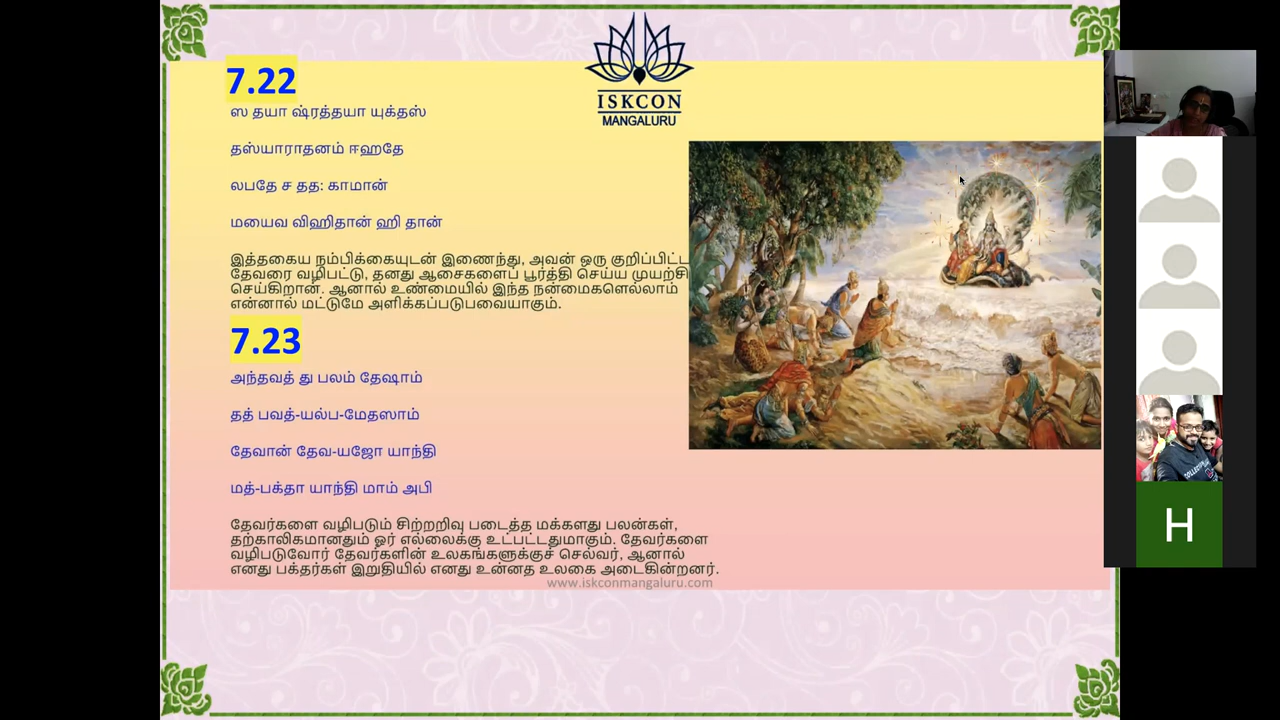 ISKCON
MANGALURU
7.22
ஸ தயா ஷ்ரத்தயா யுக்தஸ்
தஸ்யாராதனம் ஈஹதே
லபதே ச தத: காமான்
மயைவ விஹிதான் ஹி தான்
இத்தகைய நம்பிக்கையுடன் இணைந்து, அவன் ஒரு குறிப்பிட்ட
தேவரை வழிபட்டு, தனது ஆசைகளைப் பூர்த்தி செய்ய முயற்சி
செய்கிறான். ஆனால் உண்மையில் இந்த நன்மைகளெல்லாம்
என்னால் மட்டுமே அளிக்கப்படுபவையாகும்.
7.23
அந்தவத் து பலம் தேஷாம்
தத் பவத்-யல்ப-மேதஸாம்
தேவான் தேவ-யஜோ யாந்தி
மத்-பக்தா யாந்தி மாம் அபி
தேவர்களை வழிபடும் சிற்றறிவு படைத்த மக்களது பலன்கள்,
தற்காலிகமானதும் ஓர் எல்லைக்கு உட்பட்டதுமாகும். தேவர்களை
வழிபடுவோர் தேவர்களின் உலகங்களுக்குச் செல்வர், ஆனால்
எனது பக்தர்கள் இறுதியில் எனது உன்னத உலகை அடைகின்றனர்.
www.iskconmangaluru.com
H